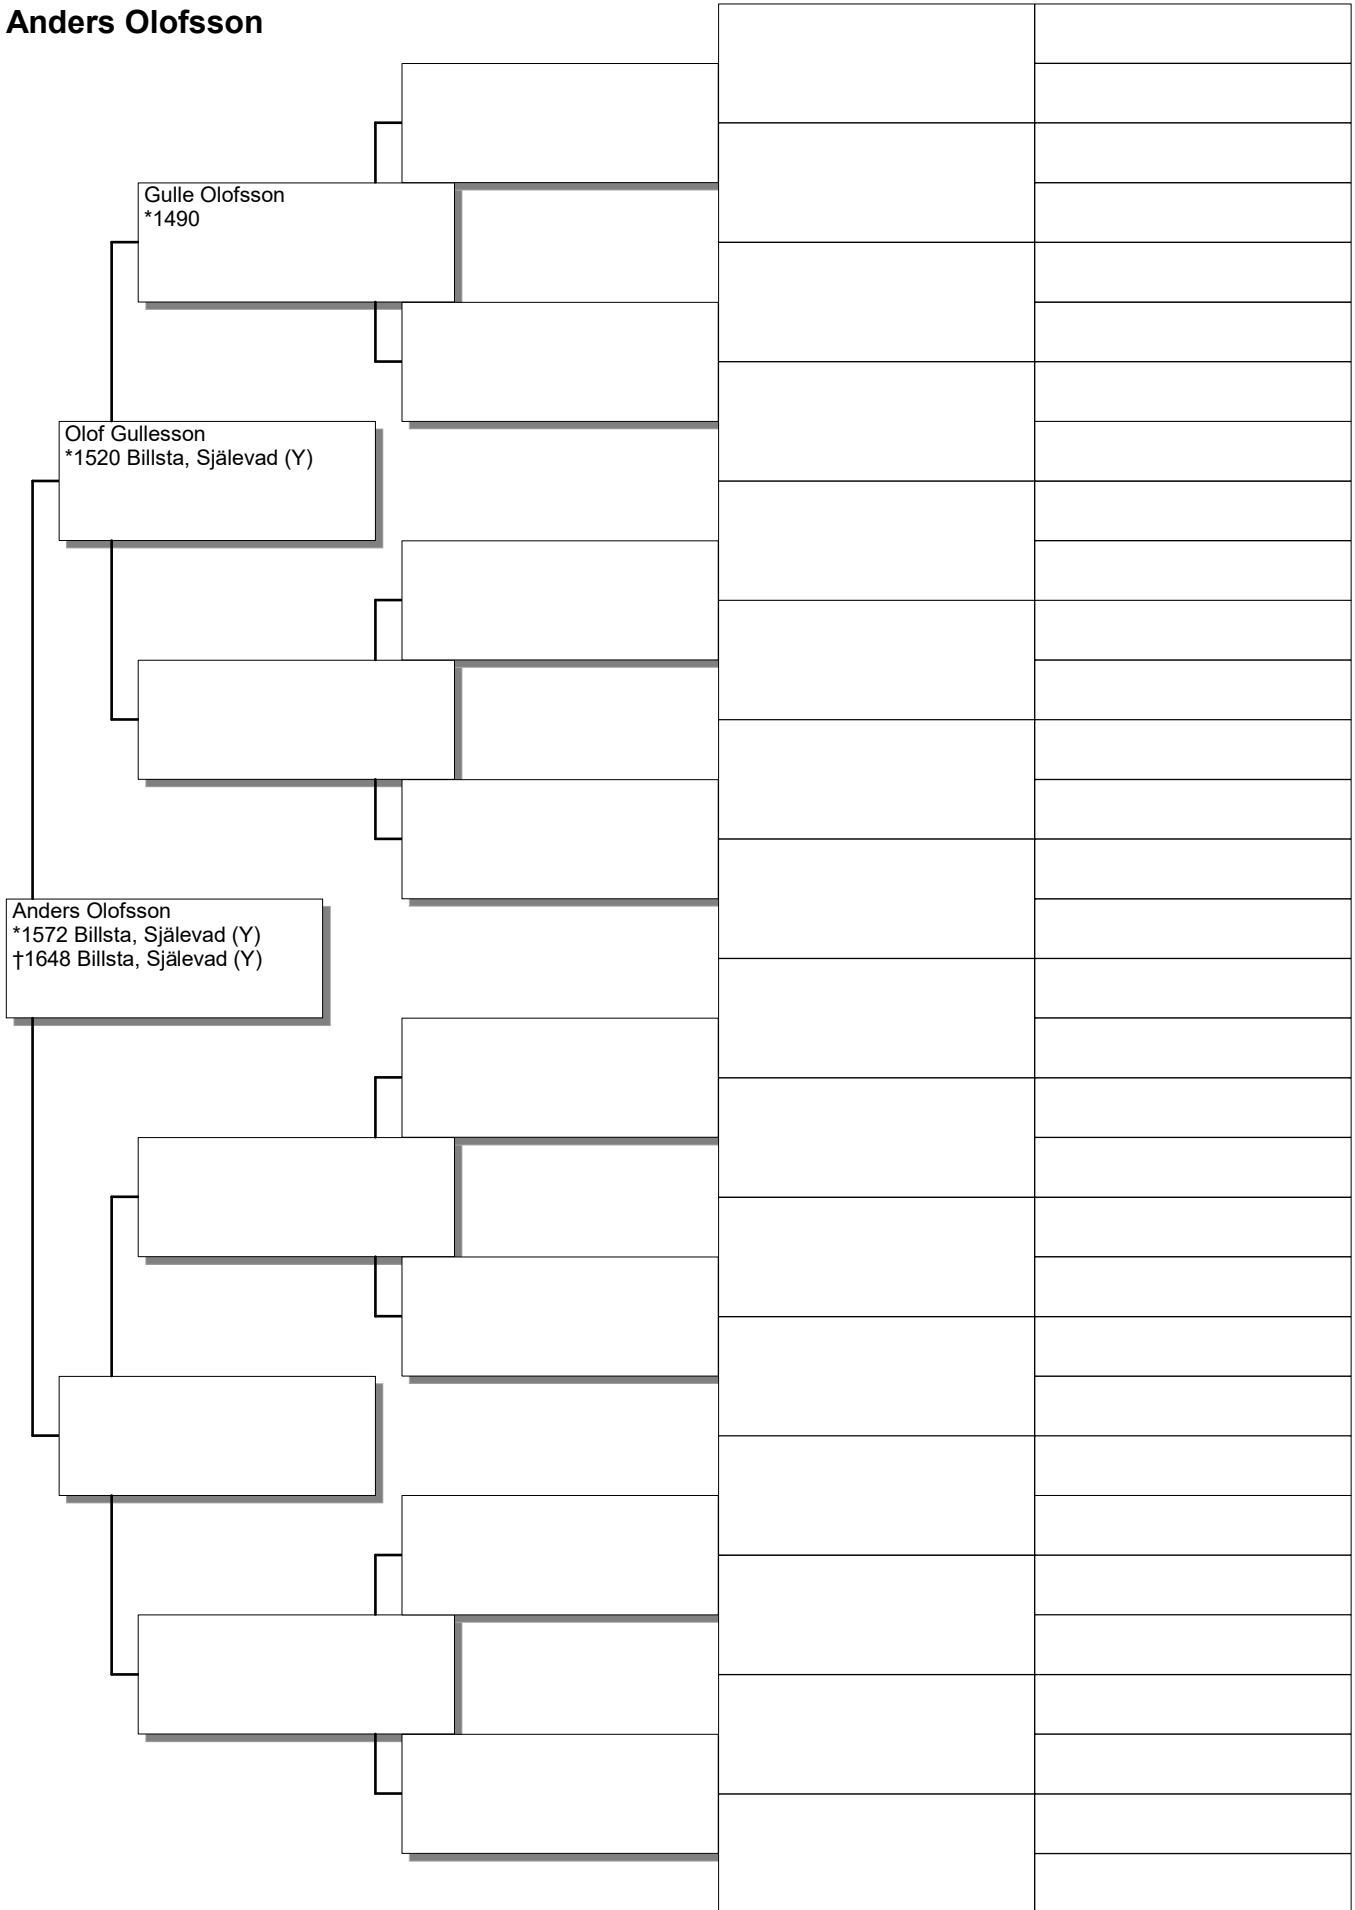 Anders Olofsson
Gulle Olofsson
*1490
Olof Gullesson
*1520 Billsta, Själevad (Y)
Anders Olofsson
*1572 Billsta, Själevad (Y)
†1648 Billsta, Själevad (Y)